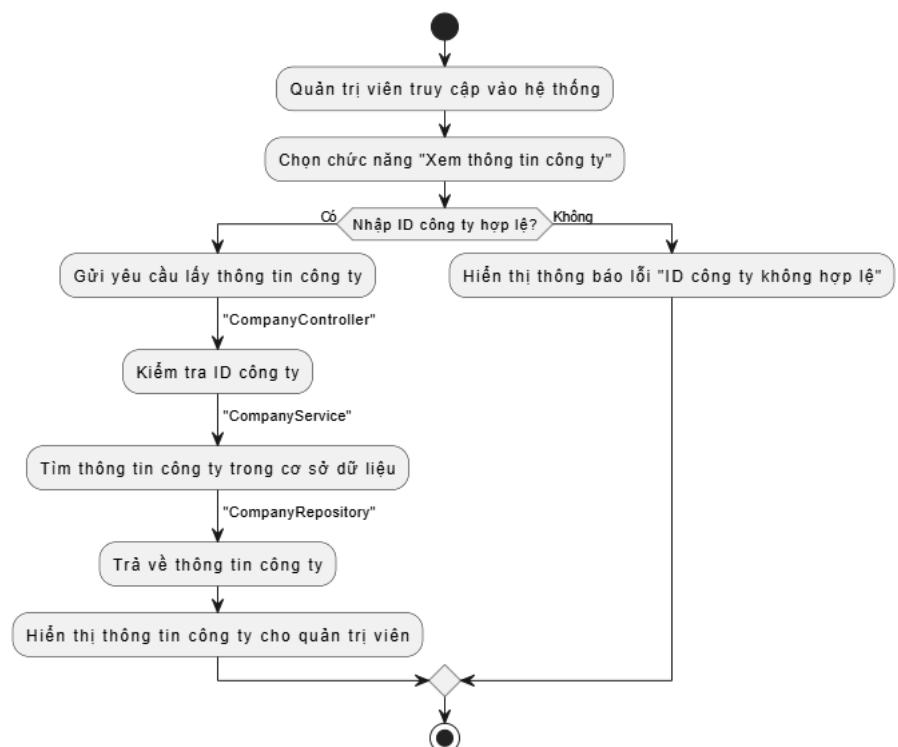 Quản trị viên truy cập vào hệ thống
Chọn chức năng "Xem thông tin công ty"
Có
Nhập ID công ty hợp lệ?
Không
Gửi yêu cầu lấy thông tin công ty
Hiển thị thông báo lỗi "ID công ty không hợp lệ"
"CompanyController"
Kiểm tra ID công ty
"CompanyService"
Tìm thông tin công ty trong cơ sở dữ liệu
"CompanyRepository"
Trả về thông tin công ty
Hiển thị thông tin công ty cho quản trị viên